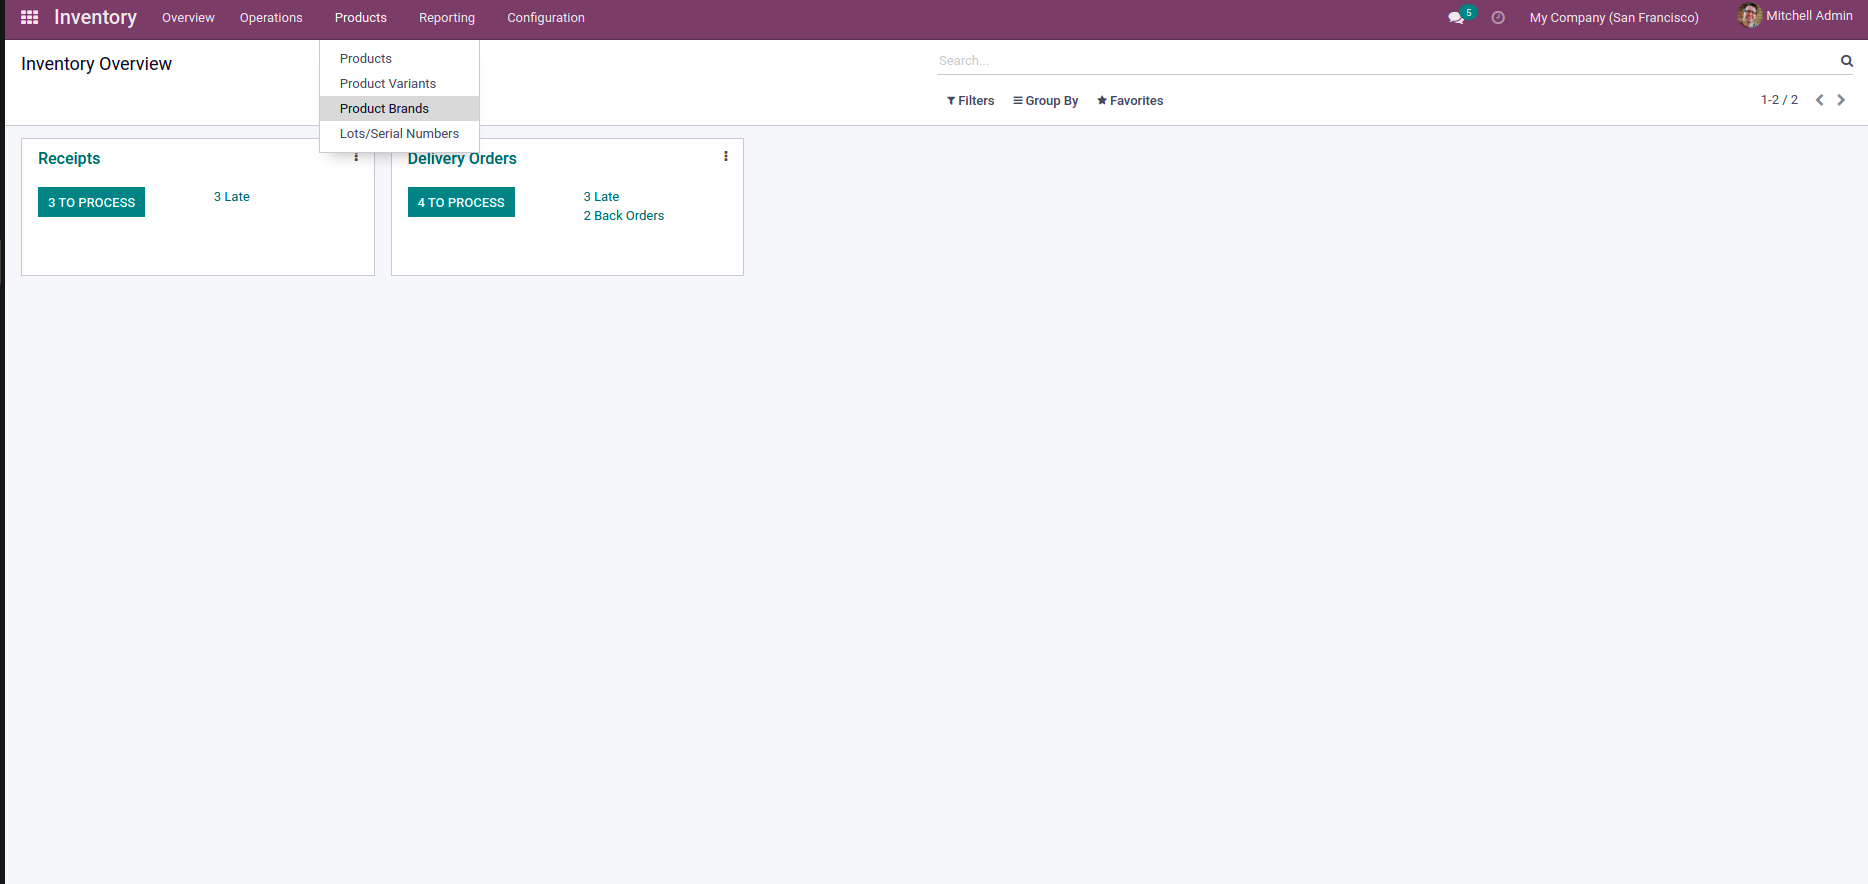 Inventory Overview Operations Products Reporting Configuration 5 My Company (San Francisco) Mitchell Admin
Inventory Overview
Search...
Filters Group By Favorites 1-2 / 2
Products
Product Variants
Product Brands
Lots/Serial Numbers
Receipts
3 TO PROCESS 3 Late
Delivery Orders
4 TO PROCESS 3 Late
2 Back Orders